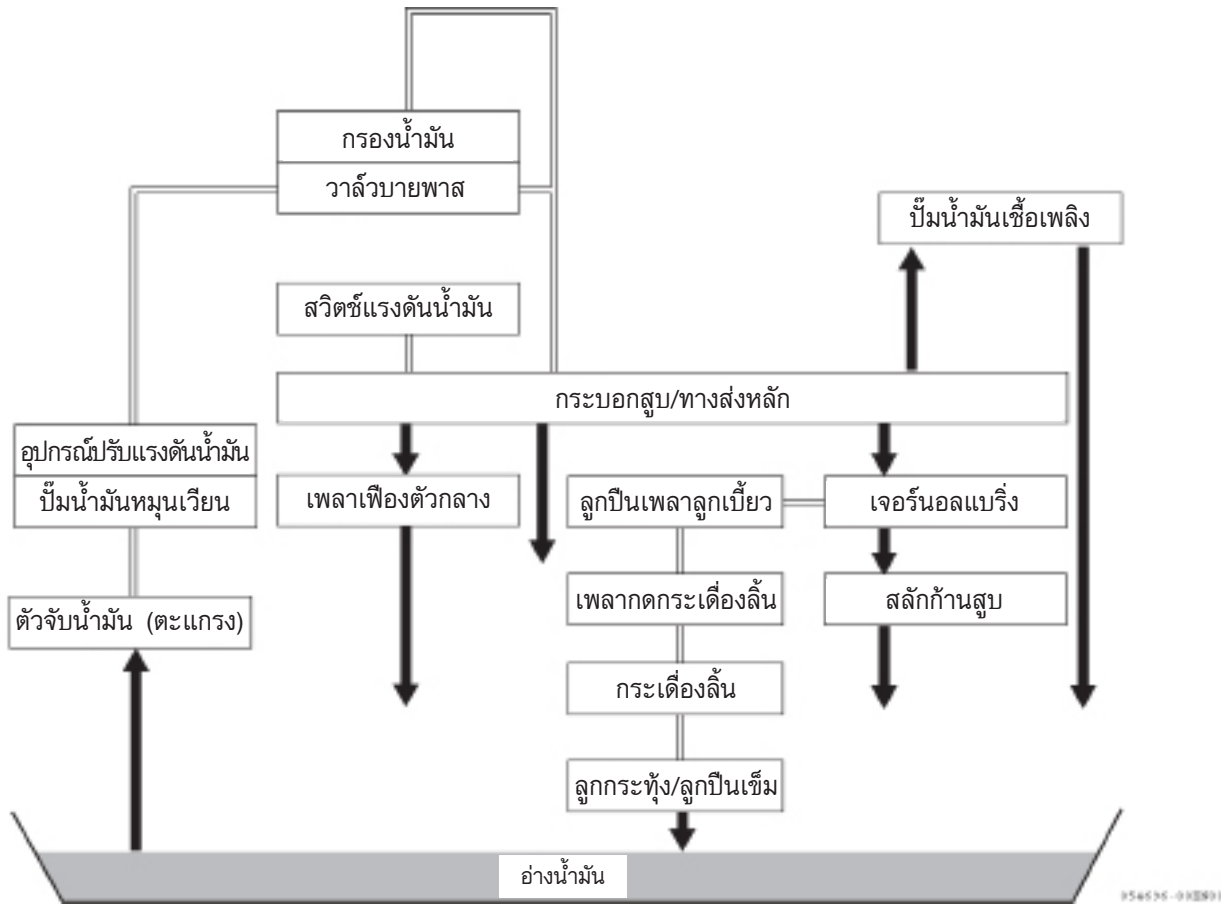 กรองน้ำมัน
วาล์วบายพาส
ปั๊มน้ำมันเชื้อเพลิง
สวิตช์แรงดันน้ำมัน
กระบอกสูบ/ทางส่งหลัก
อุปกรณ์ปรับแรงดันน้ำมัน
ปั๊มน้ำมันหมุนเวียน
เพลาเฟืองตัวกลาง
ลูกปืนเพลาลูกเบี้ยว
เจอร์นอลแบริ่ง
ตัวจับน้ำมัน (ตะแกรง)
เพลากดกระเดื่องลิ้น
สลักก้านสูบ
กระเดื่องลิ้น
ลูกกระทุ้ง/ลูกปืนเข็ม
อ่างน้ำมัน